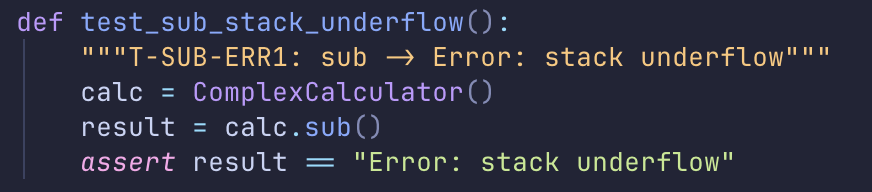 def test_sub_stack_underflow():
    """T-SUB-ERR1: sub -> Error: stack underflow"""
    calc = ComplexCalculator()
    result = calc.sub()
    assert result == "Error: stack underflow"